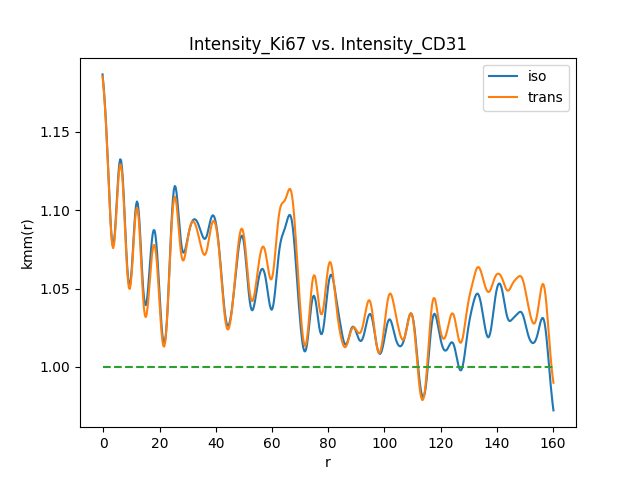 Intensity_Ki67 vs. Intensity_CD31
iso
trans
1.15
1.10
1.05
1.00
kmm(r)
0 20 40 60 80 100 120 140 160
r